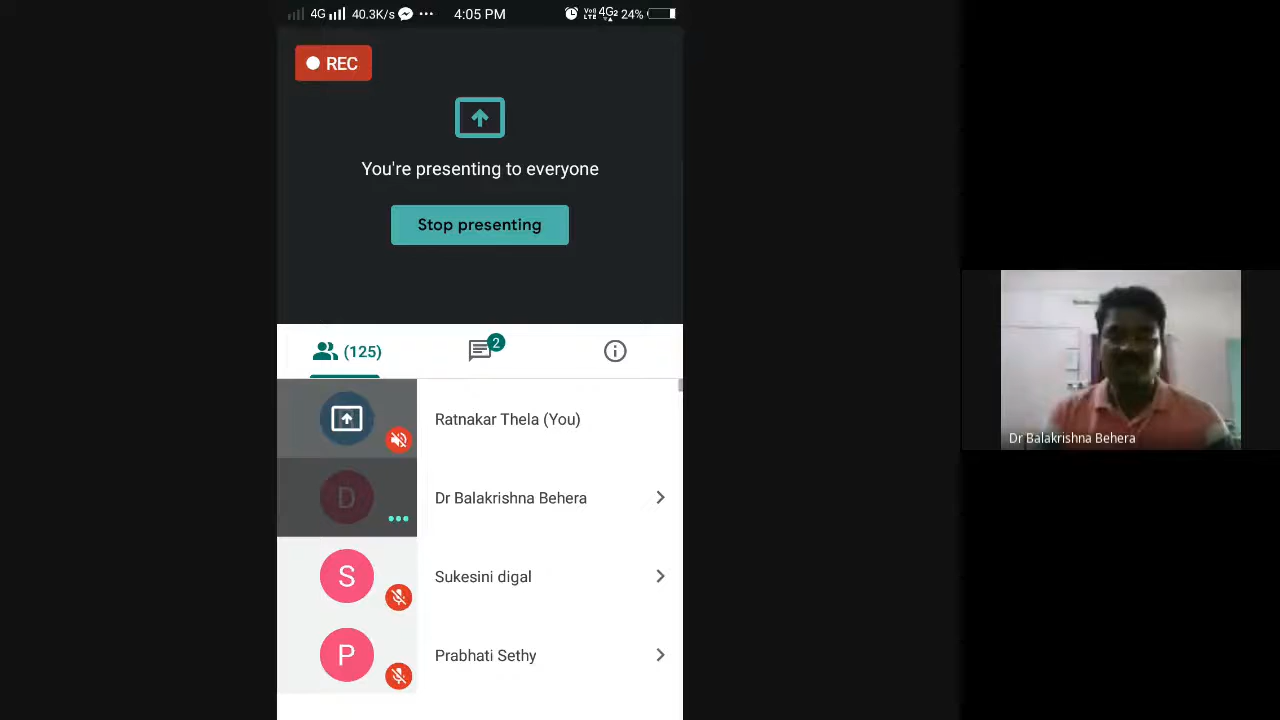 4G 40.3K/s 4:05 PM 4G2 24%
REC
You're presenting to everyone
Stop presenting
(125) 2
Ratnakar Thela (You)
D
Dr Balakrishna Behera
S
Sukesini digal
P
Prabhati Sethy
Dr Balakrishna Behera